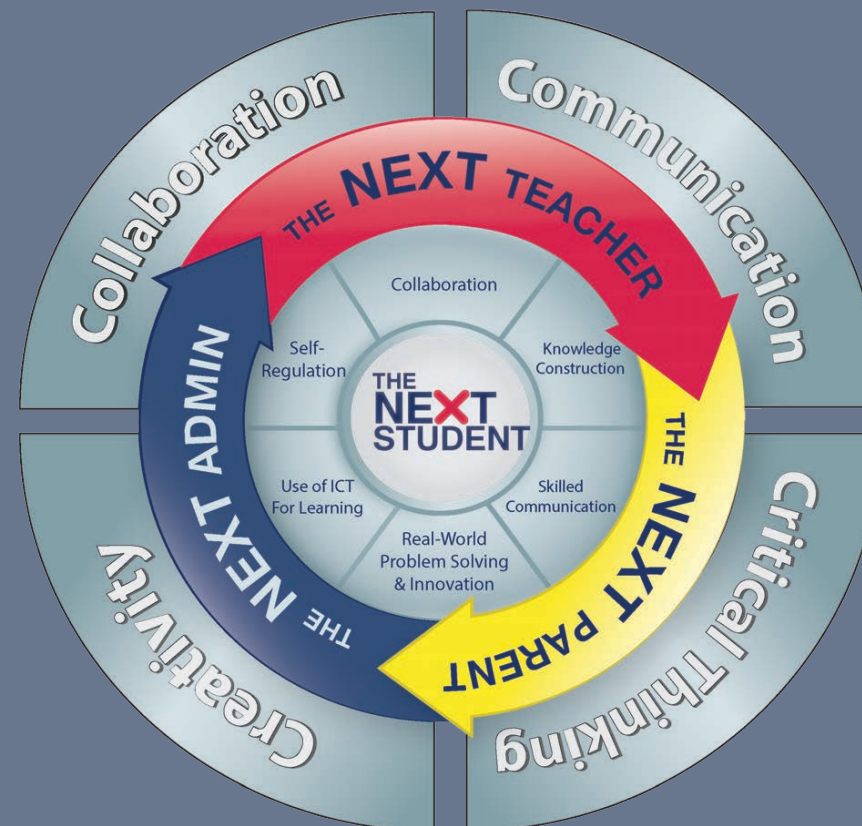 Collaboration
Communication
Critical Thinking
Creativity
THE NEXT TEACHER
THE NEXT PARENT
THE NEXT ADMIN
Collaboration
Knowledge
Construction
Skilled
Communication
Real-World
Problem Solving
& Innovation
Use of ICT
For Learning
Self-
Regulation
THE
NEXT
STUDENT